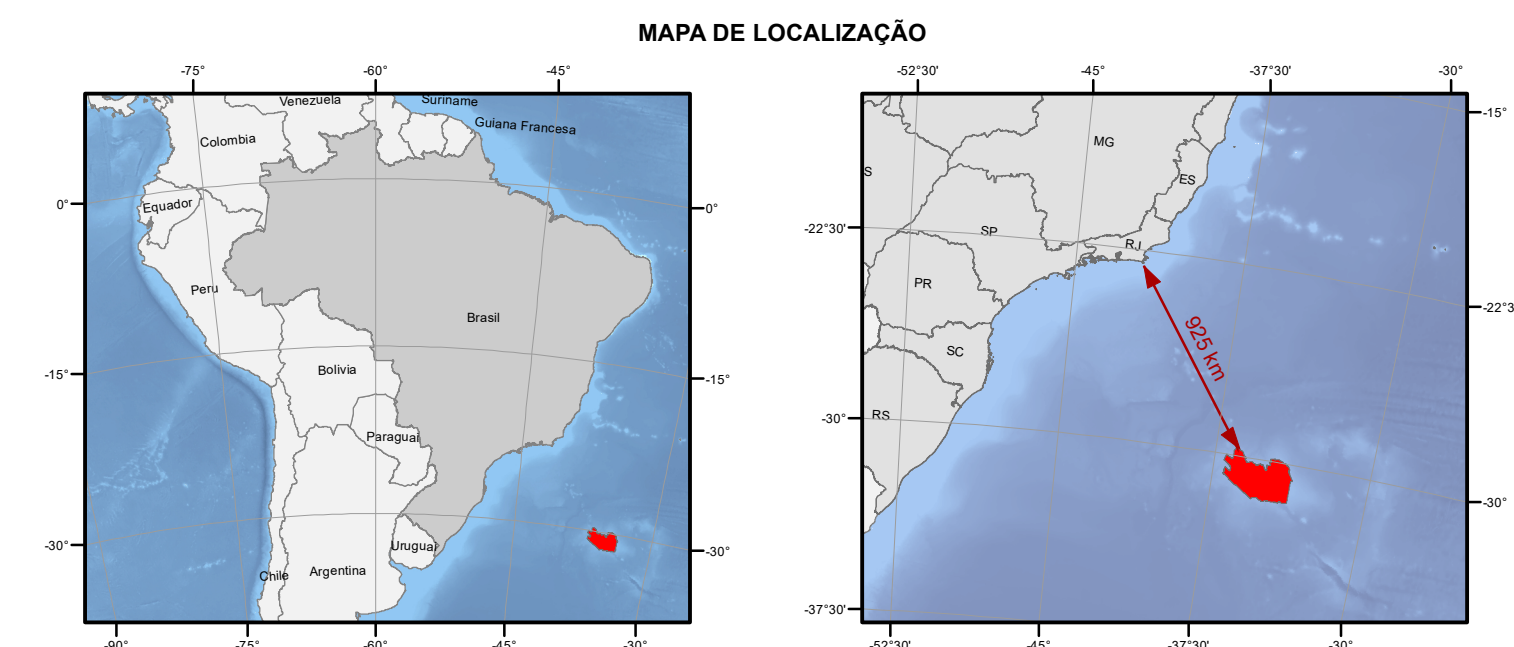 MAPA DE LOCALIZAÇÃO
-75°
-60°
-45°
Venezuela
Suriname
Guiana Francesa
Colombia
0°
Equador
0°
Peru
Brasil
-15°
Bolivia
-15°
Paraguai
-30°
Uruguai
-30°
Chile
Argentina
-90°
-75°
-60°
-45°
-30°
-52°30'
-45°
-37°30'
-30°
-15°
MG
S
ES
-22°30'
SP
RJ
PR
-22°3
925 km
SC
-30°
RS
-30°
-37°30'
-52°30'
-45°
-37°30'
-30°